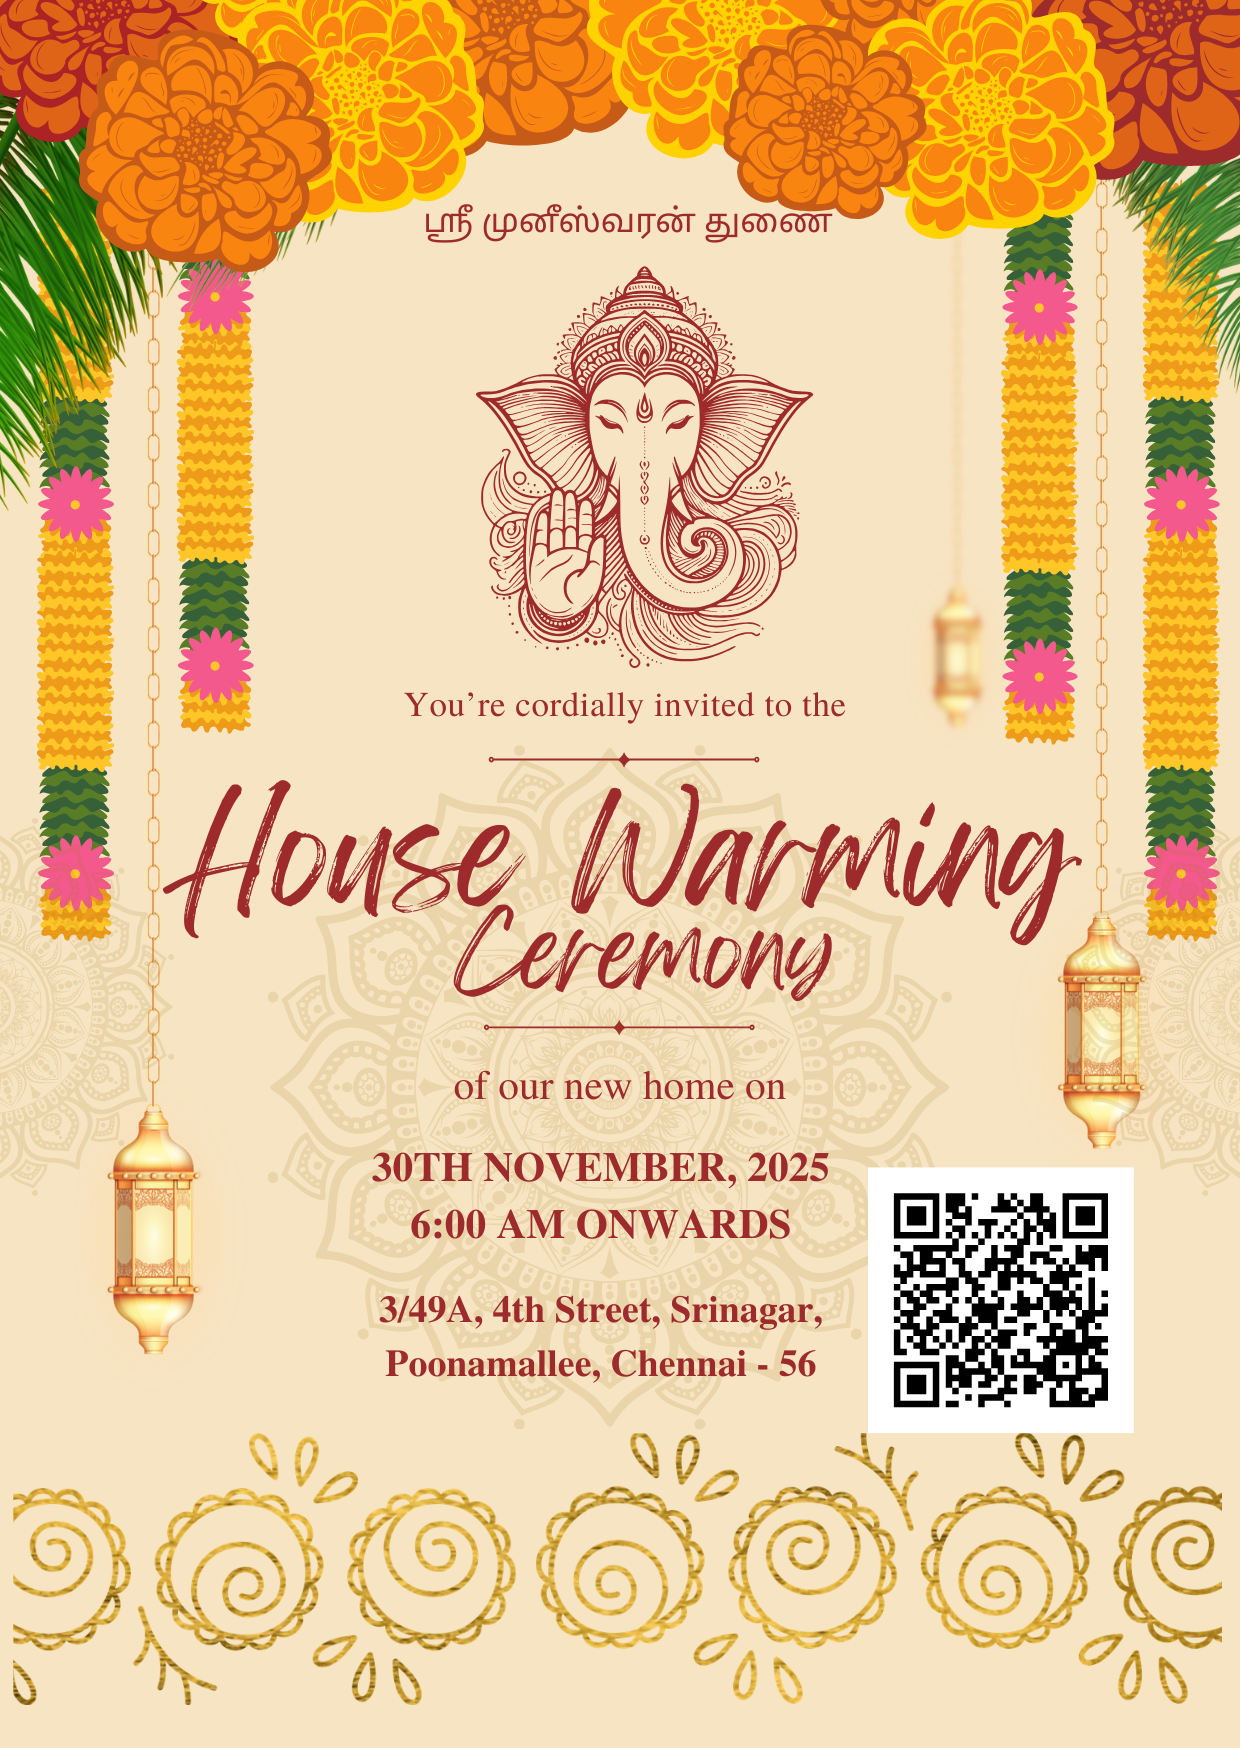 ஸ்ரீ முனீஸ்வரன் துணை
You’re cordially invited to the
House Warming
Ceremony
of our new home on
30TH NOVEMBER, 2025
6:00 AM ONWARDS
3/49A, 4th Street, Srinagar,
Poonamallee, Chennai - 56